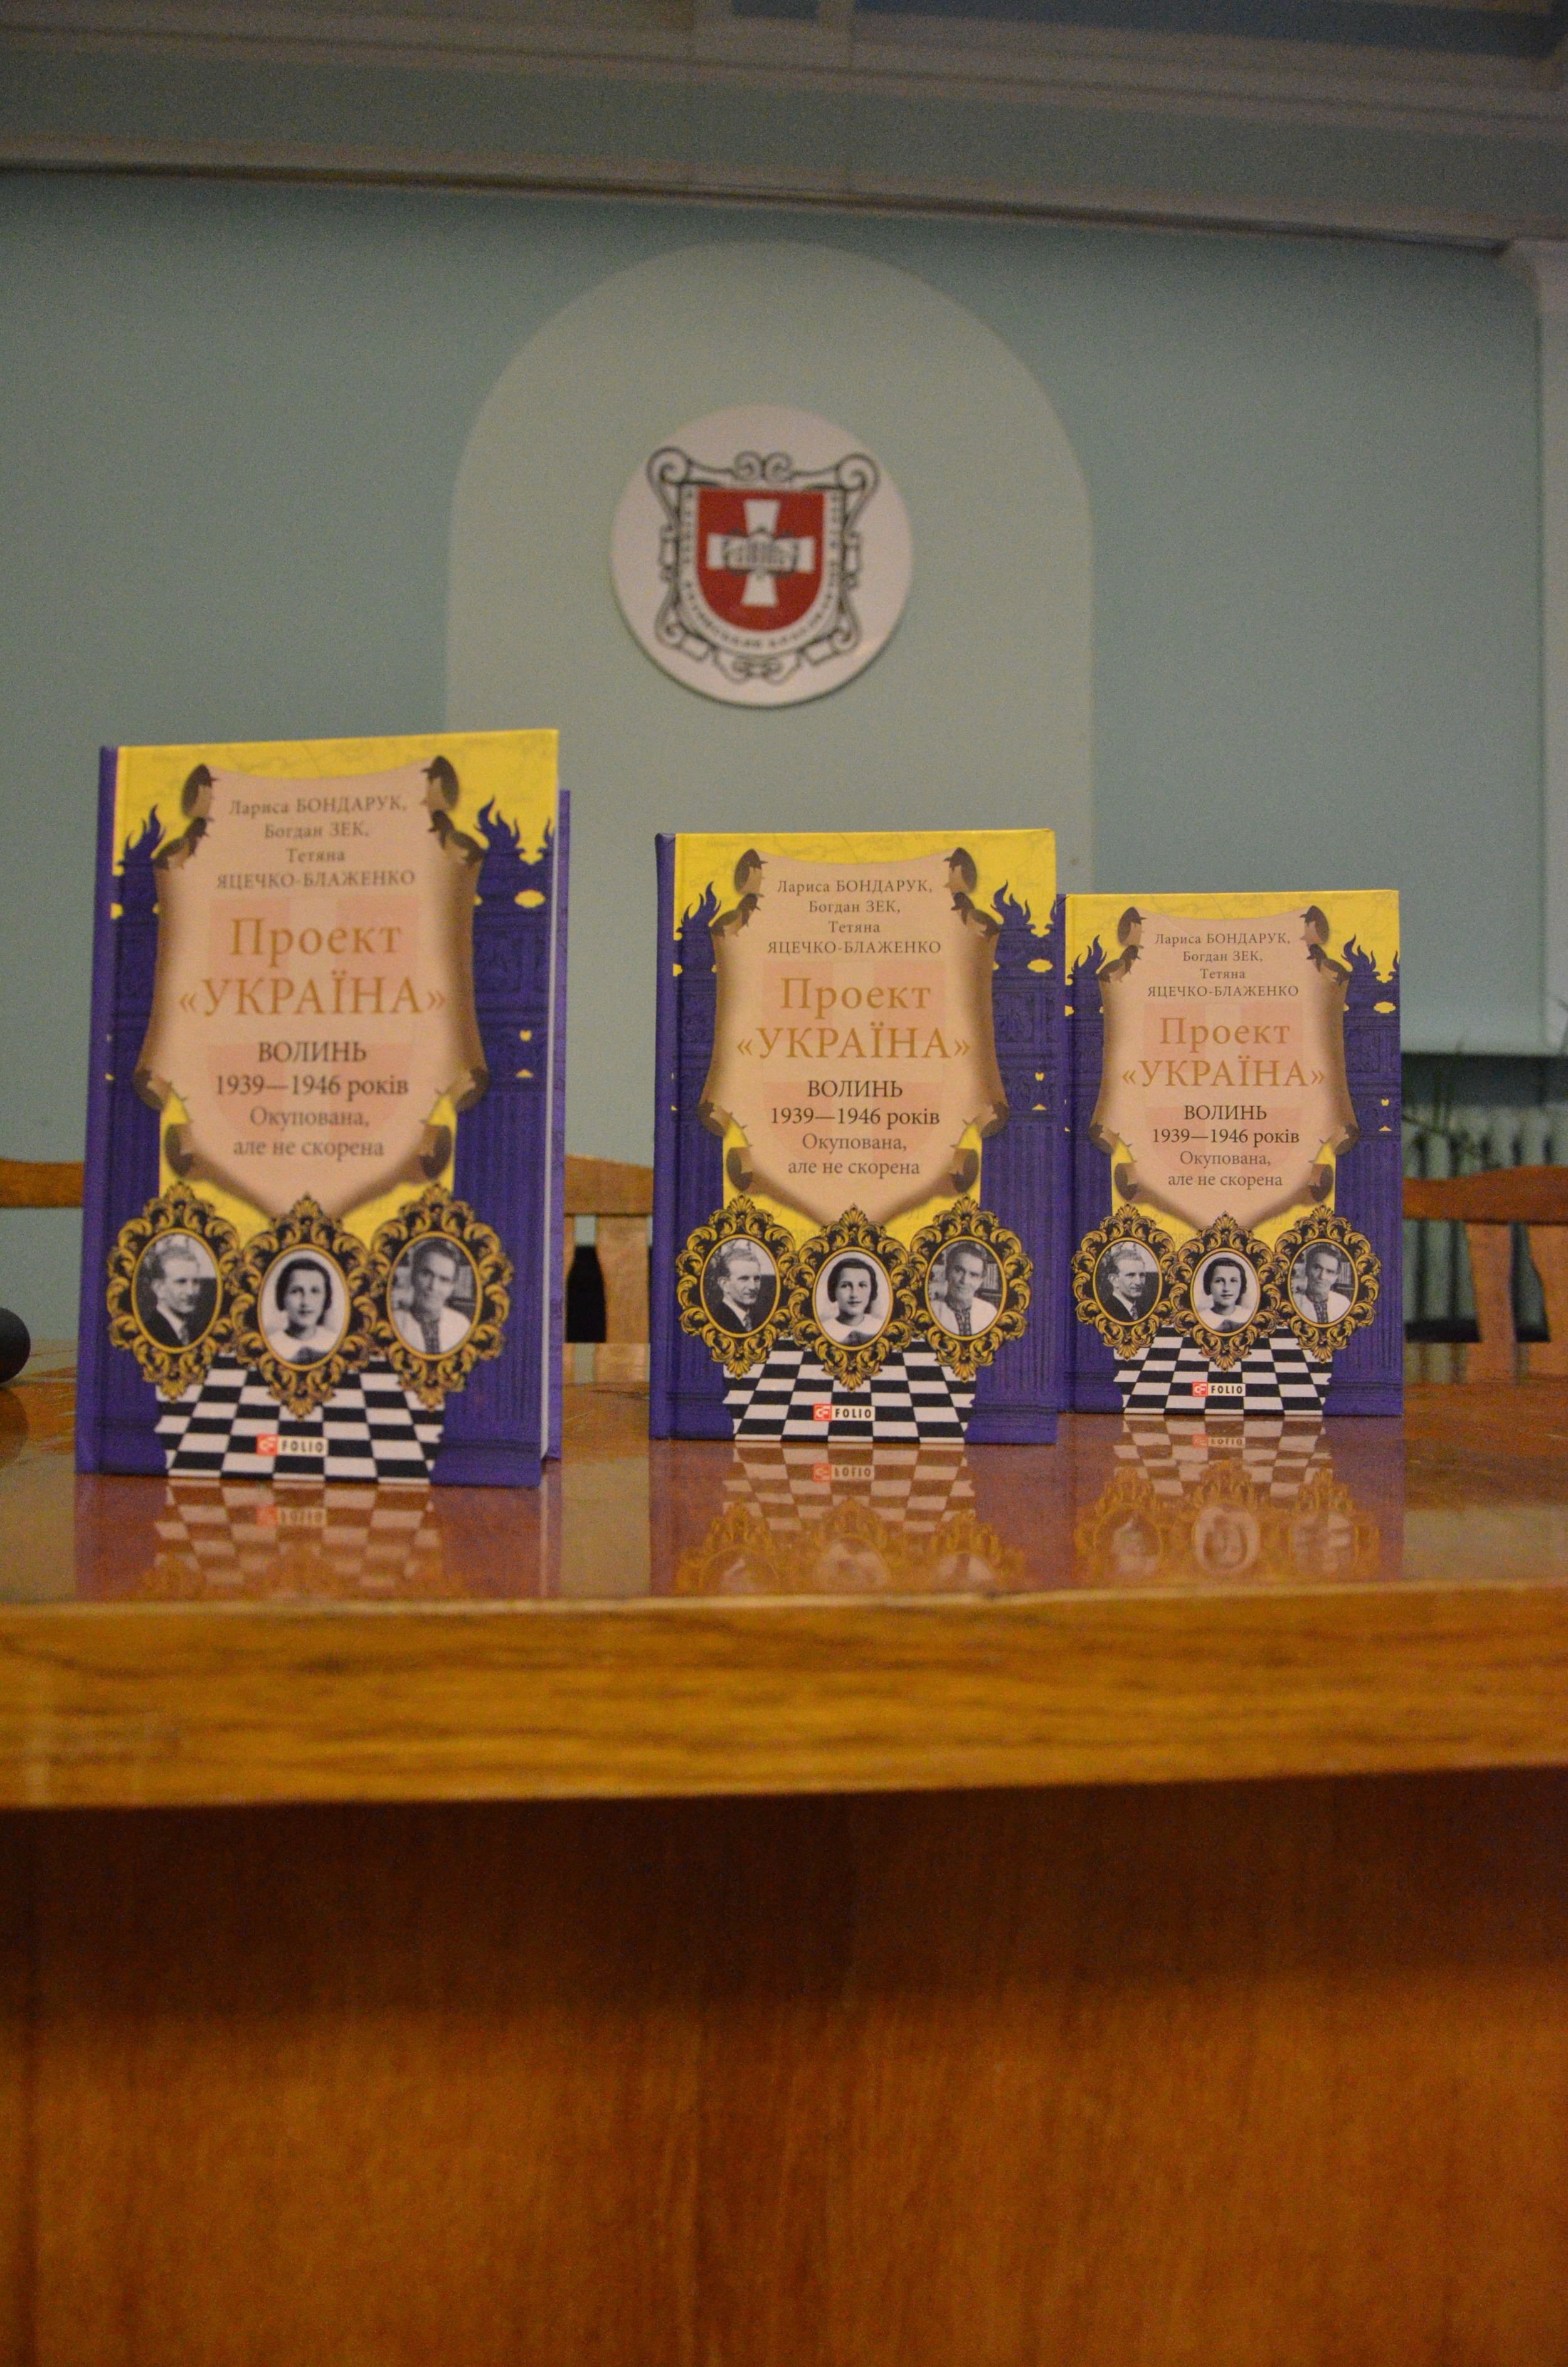 Лариса БОНДАРУК,
Богдан ЗЕК,
Тетяна
ЯЦЕЧКО-БЛАЖЕНКО
Проект
«УКРАЇНА»
ВОЛИНЬ
1939—1946 років
Окупована,
але не скорена
FOLIO
Лариса БОНДАРУК,
Богдан ЗЕК,
Тетяна
ЯЦЕЧКО-БЛАЖЕНКО
Проект
«УКРАЇНА»
ВОЛИНЬ
1939—1946 років
Окупована,
але не скорена
FOLIO
Лариса БОНДАРУК,
Богдан ЗЕК,
Тетяна
ЯЦЕЧКО-БЛАЖЕНКО
Проект
«УКРАЇНА»
ВОЛИНЬ
1939—1946 років
Окупована,
але не скорена
FOLIO